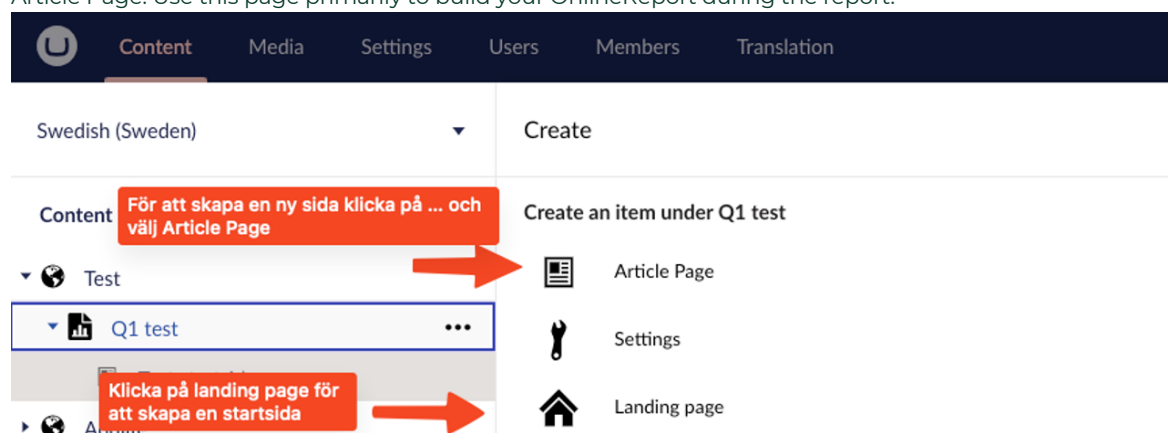 Article Page: Use this page primarily to build your OnlineReport during the report.
Content Media Settings Users Members Translation
Swedish (Sweden)
Create
Content
För att skapa en ny sida klicka på ... och
välj Article Page
Create an item under Q1 test
Test
Article Page
Q1 test
Settings
Klicka på landing page för
att skapa en startsida
Landing page